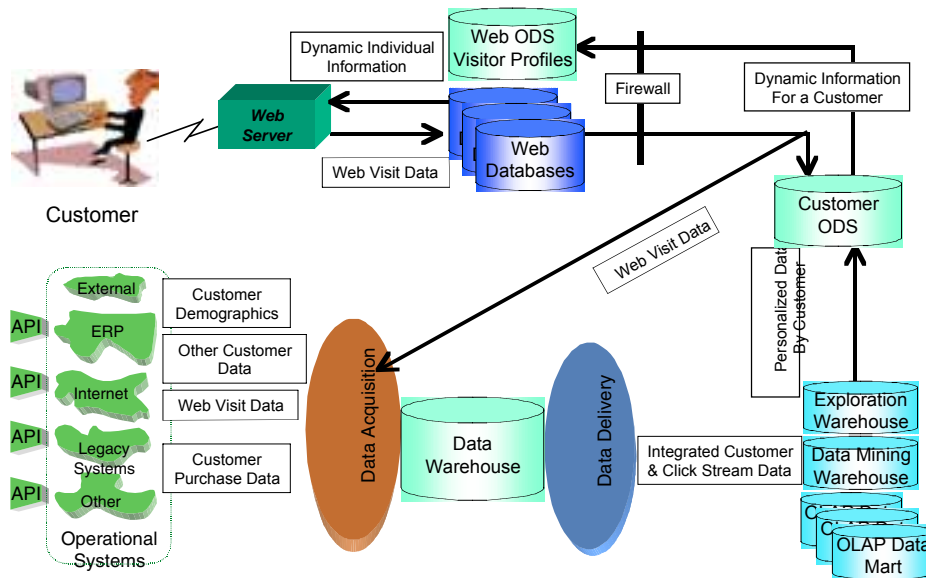 Web ODS
Visitor Profiles
Dynamic Individual
Information
Firewall
Dynamic Information
For a Customer
Web
Server
Web
Databases
Web Visit Data
Customer
Customer
ODS
Web Visit Data
Personalized Data
By Customer
External
Customer
Demographics
API
ERP
Other Customer
Data
API
Internet
Web Visit Data
API
Legacy
Systems
Customer
Purchase Data
API
Other
Operational
Systems
Data Acquisition
Data
Warehouse
Data Delivery
Integrated Customer
& Click Stream Data
Exploration
Warehouse
Data Mining
Warehouse
OLAP Data
Mart